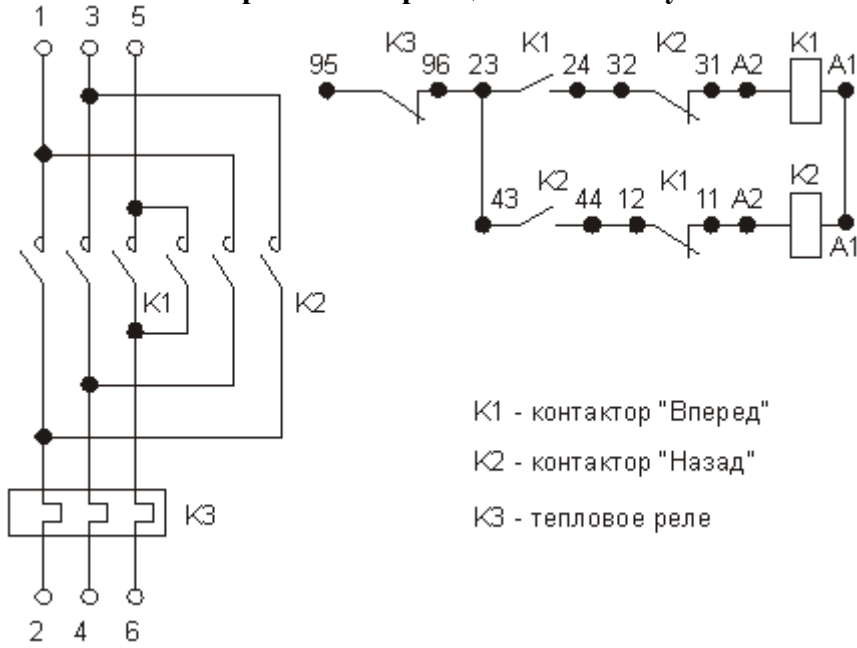 1 3 5
K3 K1 K2 K1
95 96 23 24 32 31 A2 A1
K2 K1 K2
43 44 12 11 A2 A1
K1 K2
K1 - контактор "Вперед"
K2 - контактор "Назад"
K3
K3 - тепловое реле
2 4 6